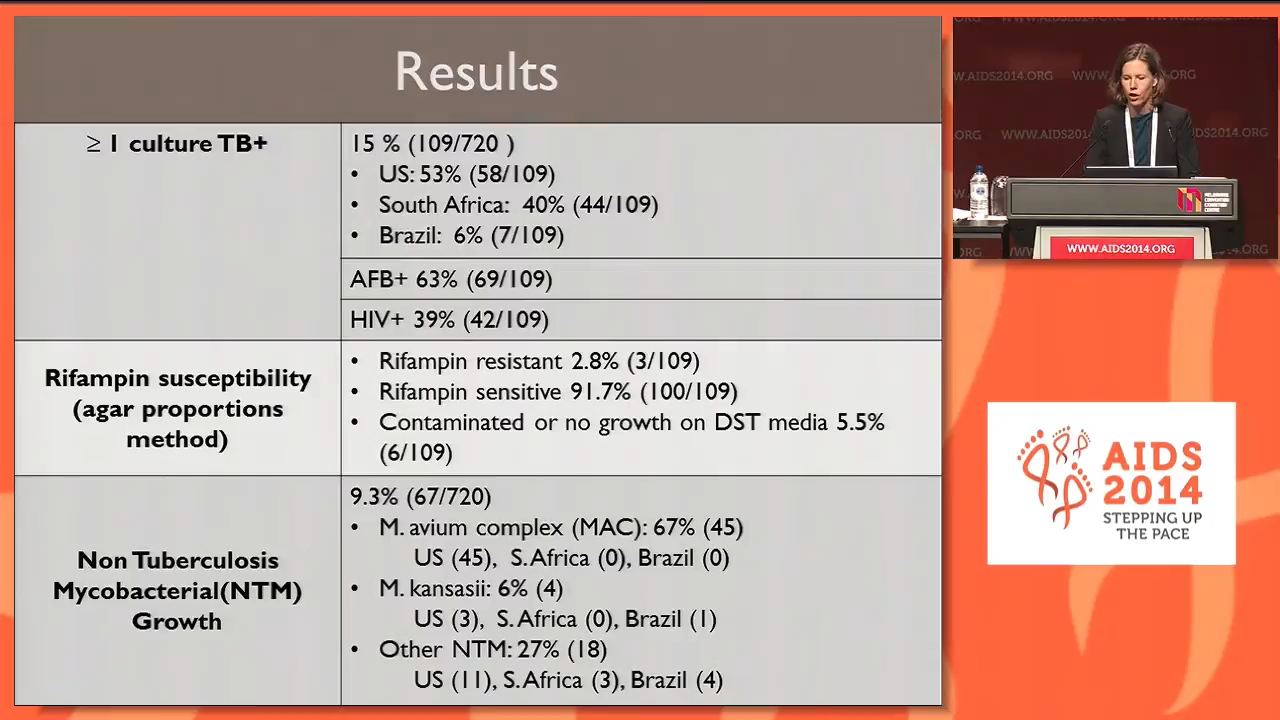 Results
≥ 1 culture TB+
15 % (109/720 )
• US: 53% (58/109)
• South Africa: 40% (44/109)
• Brazil: 6% (7/109)
AFB+ 63% (69/109)
HIV+ 39% (42/109)
Rifampin susceptibility
(agar proportions
method)
• Rifampin resistant 2.8% (3/109)
• Rifampin sensitive 91.7% (100/109)
• Contaminated or no growth on DST media 5.5%
(6/109)
Non Tuberculosis
Mycobacterial(NTM)
Growth
9.3% (67/720)
• M. avium complex (MAC): 67% (45)
US (45), S. Africa (0), Brazil (0)
• M. kansasii: 6% (4)
US (3), S. Africa (0), Brazil (1)
• Other NTM: 27% (18)
US (11), S. Africa (3), Brazil (4)
W.AIDS2014.ORG WWW.AIDS2014.ORG
WWW.AIDS2014.ORG
AIDS
2014
STEPPING UP
THE PACE